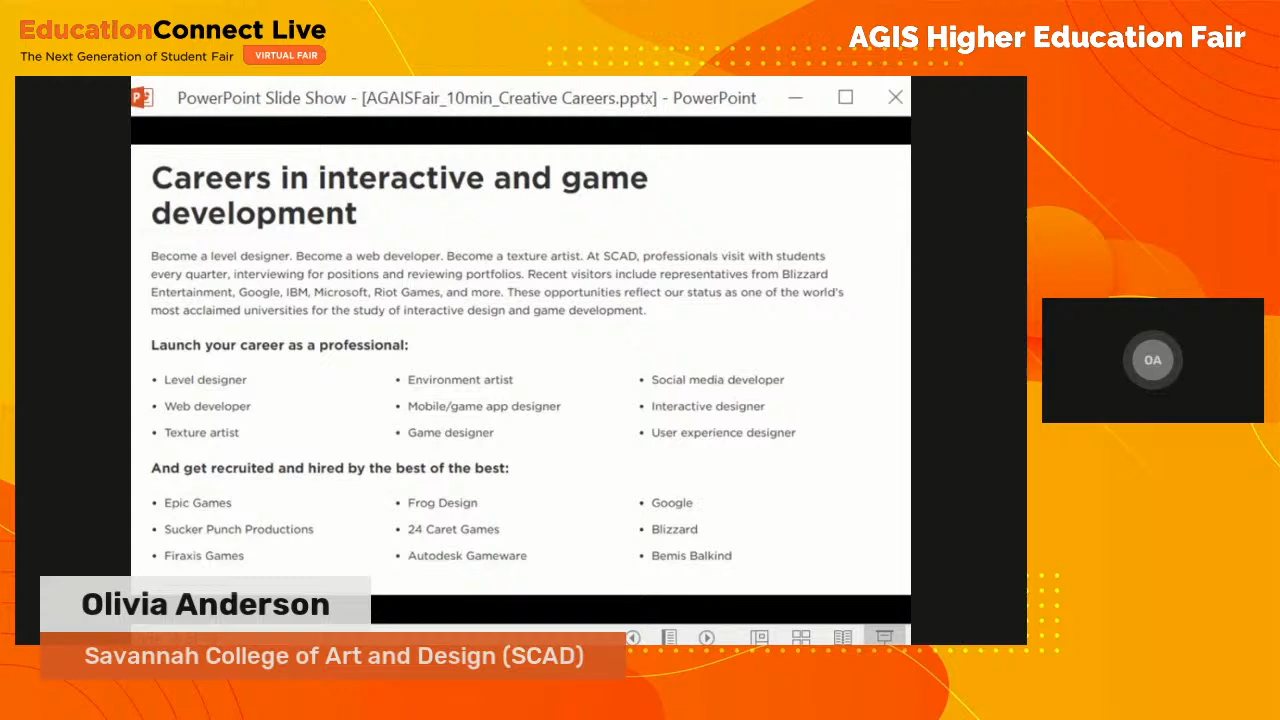 EducationConnect Live
The Next Generation of Student Fair VIRTUAL FAIR
AGIS Higher Education Fair
PowerPoint Slide Show - [AGAISFair_10min_Creative Careers.pptx] - PowerPoint
Careers in interactive and game
development
Become a level designer. Become a web developer. Become a texture artist. At SCAD, professionals visit with students
every quarter, interviewing for positions and reviewing portfolios. Recent visitors include representatives from Blizzard
Entertainment, Google, IBM, Microsoft, Riot Games, and more. These opportunities reflect our status as one of the world's
most acclaimed universities for the study of interactive design and game development.
Launch your career as a professional:
• Level designer
• Web developer
• Texture artist
• Environment artist
• Mobile/game app designer
• Game designer
• Social media developer
• Interactive designer
• User experience designer
And get recruited and hired by the best of the best:
• Epic Games
• Sucker Punch Productions
• Firaxis Games
• Frog Design
• 24 Caret Games
• Autodesk Gameware
• Google
• Blizzard
• Bemis Balkind
OA
Olivia Anderson
Savannah College of Art and Design (SCAD)